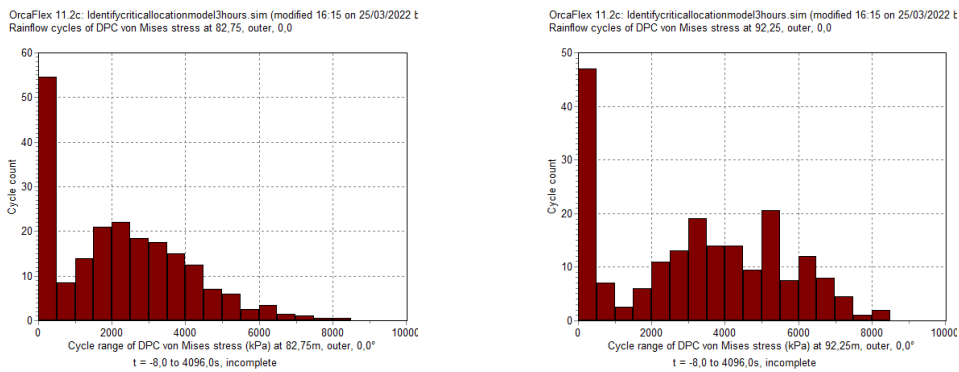 OrcaFlex 11.2c: Identifycriticallocationmodel3hours.sim (modified 16:15 on 25/03/2022 b
Rainflow cycles of DPC von Mises stress at 82,75, outer, 0,0
60
50
40
30
20
10
0
Cycle count
0 2000 4000 6000 8000 10000
Cycle range of DPC von Mises stress (kPa) at 82,75m, outer, 0,0°
t = -8,0 to 4096,0s, incomplete
OrcaFlex 11.2c: Identifycriticallocationmodel3hours.sim (modified 16:15 on 25/03/2022 b
Rainflow cycles of DPC von Mises stress at 92,25, outer, 0,0
50
40
30
20
10
0
Cycle count
0 2000 4000 6000 8000 10000
Cycle range of DPC von Mises stress (kPa) at 92,25m, outer, 0,0°
t = -8,0 to 4096,0s, incomplete